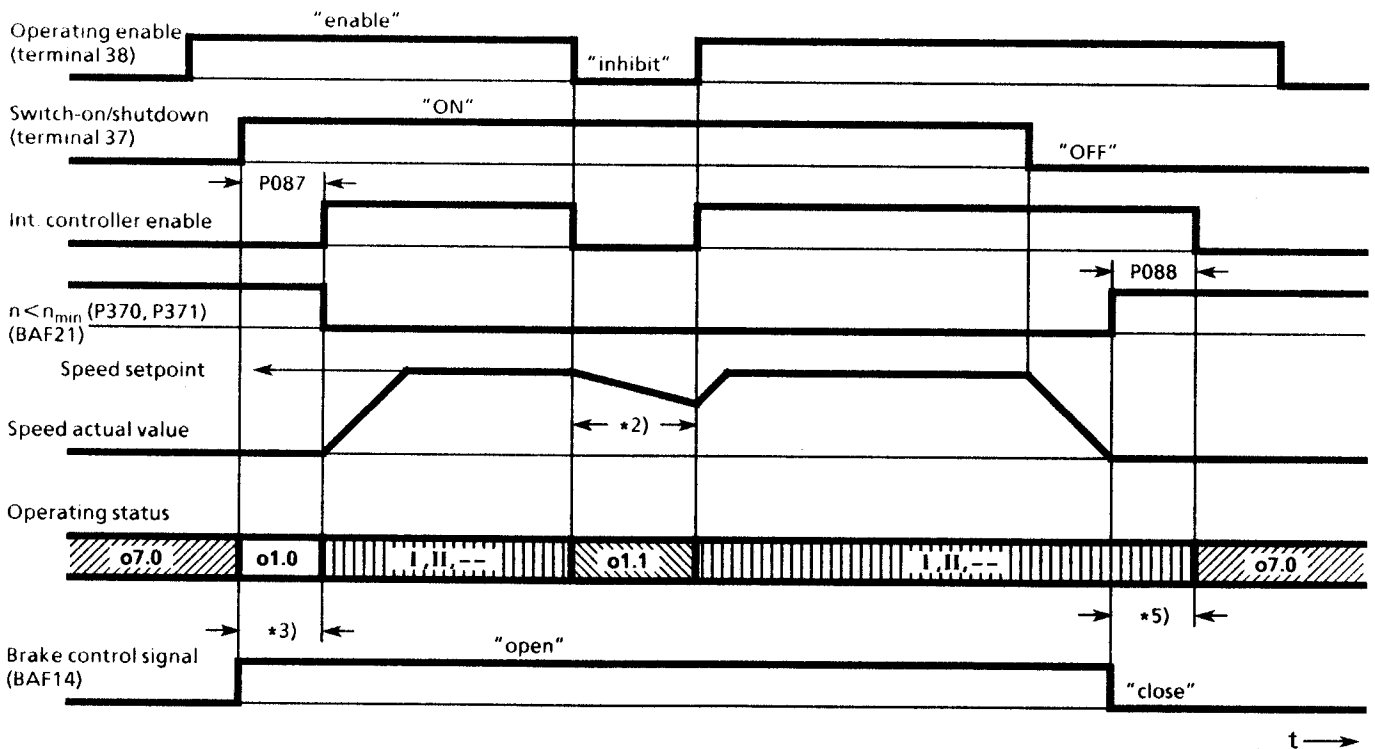 "enable"
Operating enable
(terminal 38)
"inhibit"
Switch-on/shutdown
(terminal 37)
"ON"
"OFF"
P087
Int. controller enable
P088
n<nmin (P370, P371)
(BAF21)
Speed setpoint
*2)
Speed actual value
Operating status
o7.0 o1.0 I, II, -- o1.1 I, II, -- o7.0
*3) *5)
"open"
Brake control signal
(BAF14)
"close"
t